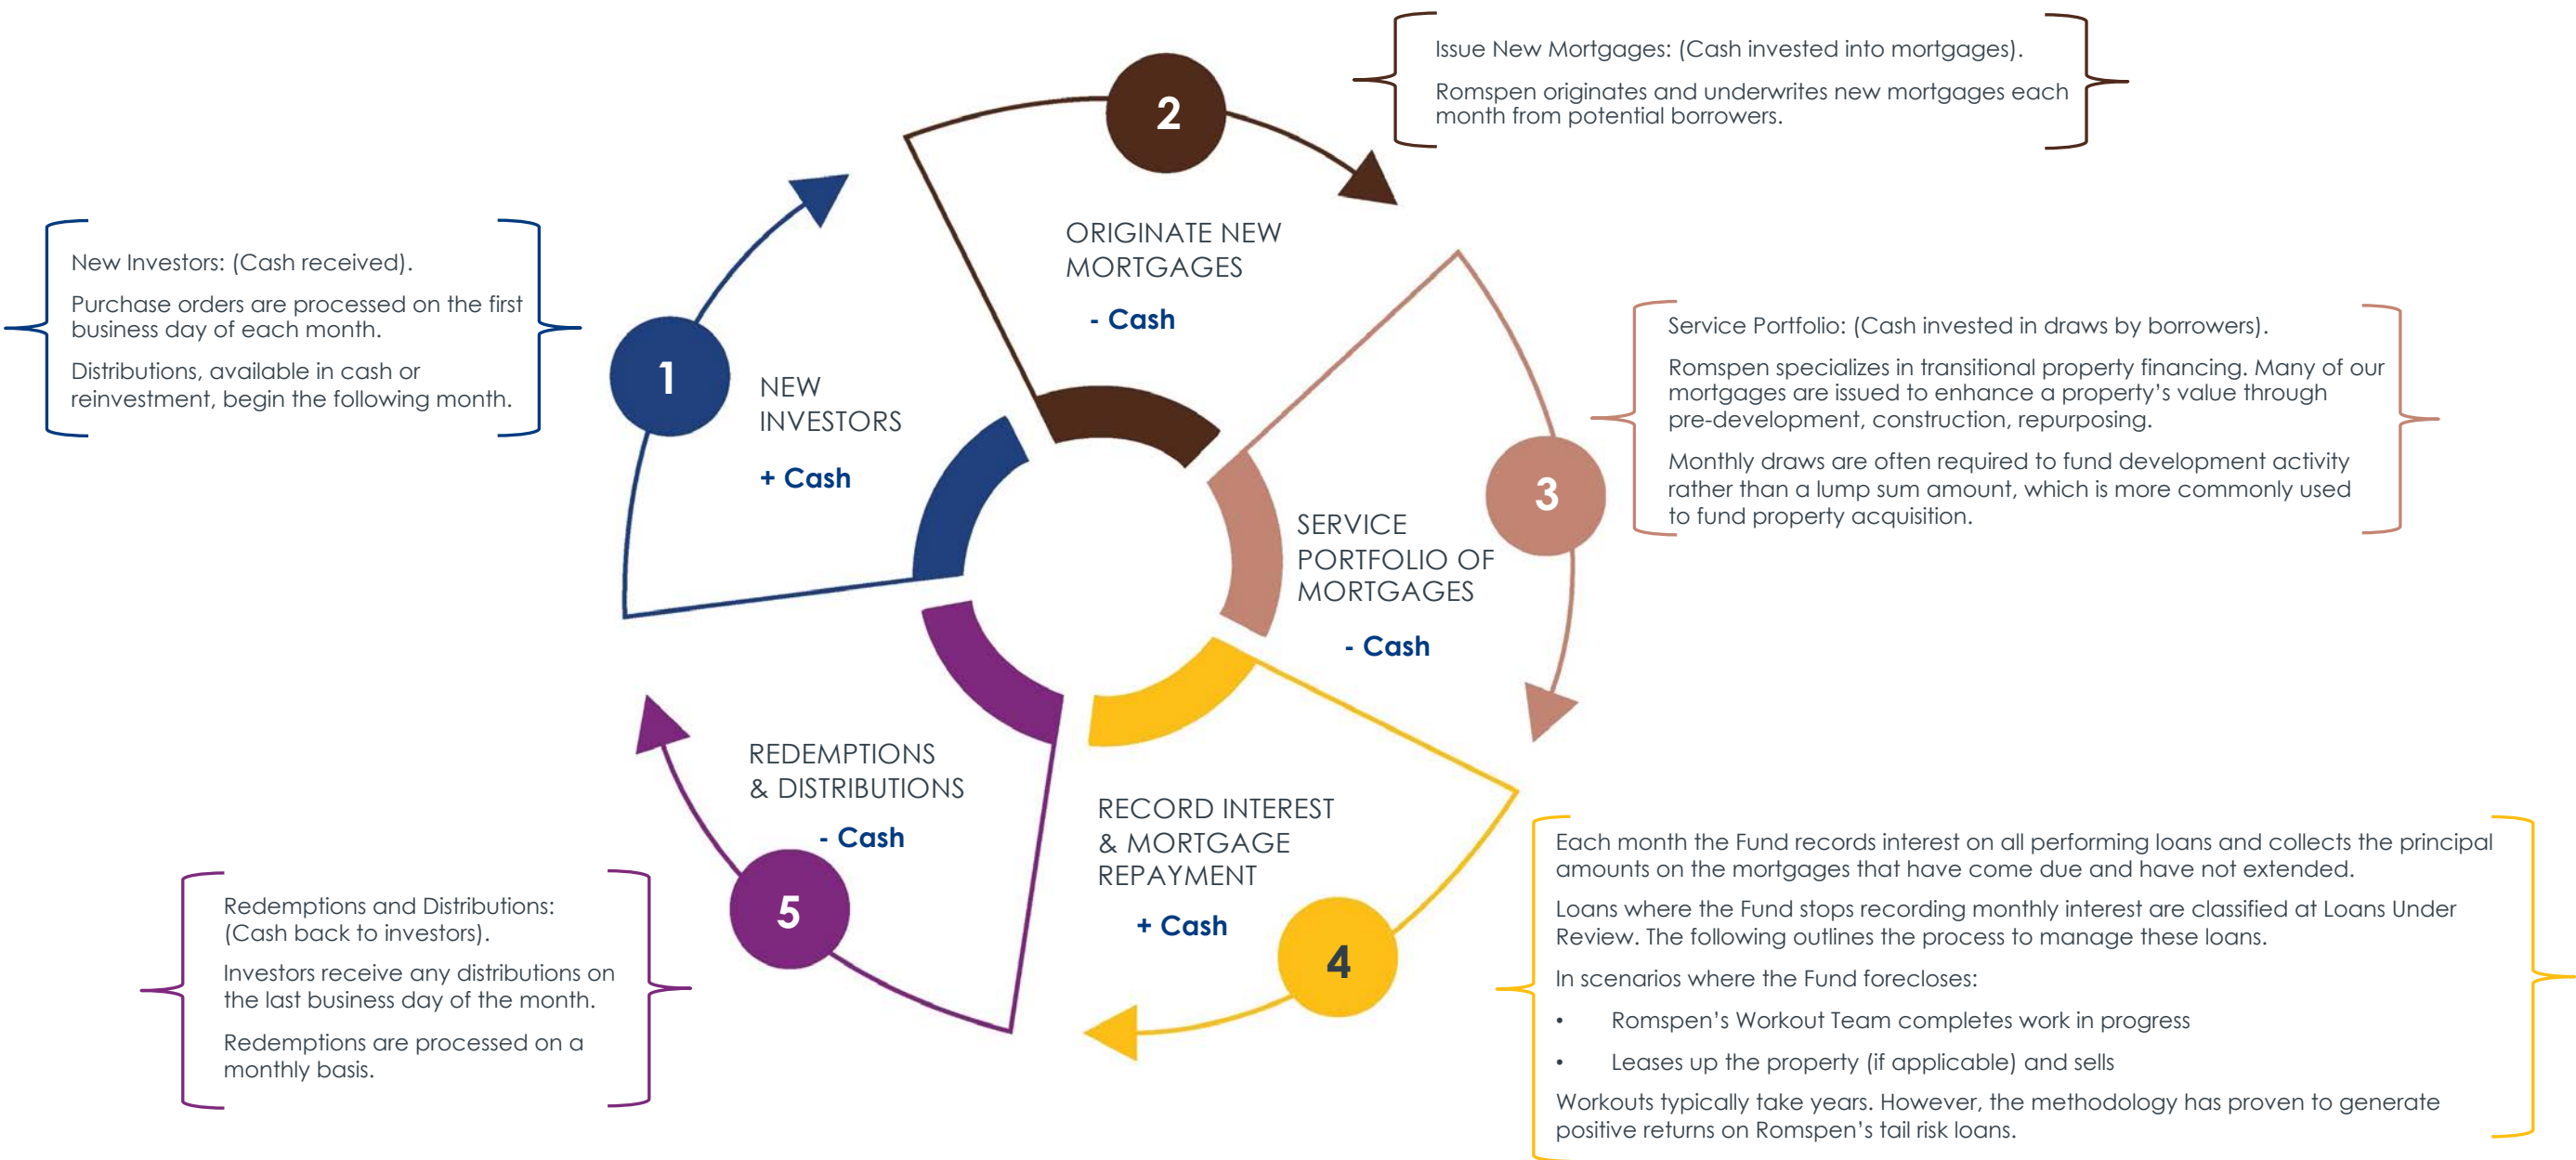 1
NEW
INVESTORS
+ Cash
New Investors: (Cash received).
Purchase orders are processed on the first
business day of each month.
Distributions, available in cash or
reinvestment, begin the following month.
2
ORIGINATE NEW
MORTGAGES
- Cash
Issue New Mortgages: (Cash invested into mortgages).
Romspen originates and underwrites new mortgages each
month from potential borrowers.
3
SERVICE
PORTFOLIO OF
MORTGAGES
- Cash
Service Portfolio: (Cash invested in draws by borrowers).
Romspen specializes in transitional property financing. Many of our
mortgages are issued to enhance a property’s value through
pre-development, construction, repurposing.
Monthly draws are often required to fund development activity
rather than a lump sum amount, which is more commonly used
to fund property acquisition.
4
RECORD INTEREST
& MORTGAGE
REPAYMENT
+ Cash
Each month the Fund records interest on all performing loans and collects the principal
amounts on the mortgages that have come due and have not extended.
Loans where the Fund stops recording monthly interest are classified at Loans Under
Review. The following outlines the process to manage these loans.
In scenarios where the Fund forecloses:
• Romspen’s Workout Team completes work in progress
• Leases up the property (if applicable) and sells
Workouts typically take years. However, the methodology has proven to generate
positive returns on Romspen’s tail risk loans.
5
REDEMPTIONS
& DISTRIBUTIONS
- Cash
Redemptions and Distributions:
(Cash back to investors).
Investors receive any distributions on
the last business day of the month.
Redemptions are processed on a
monthly basis.